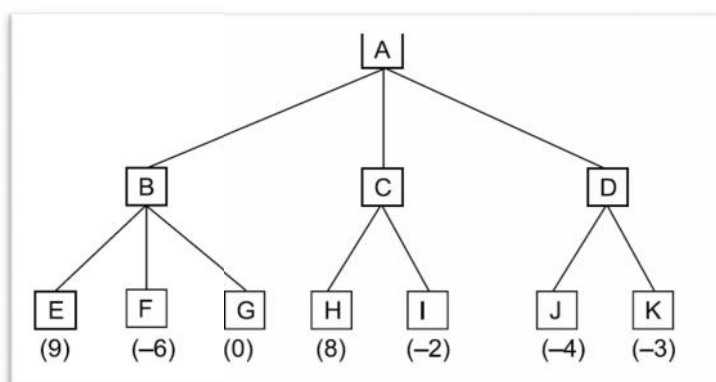 A
B C D
E F G H I J K
(9) (–6) (0) (8) (–2) (–4) (–3)